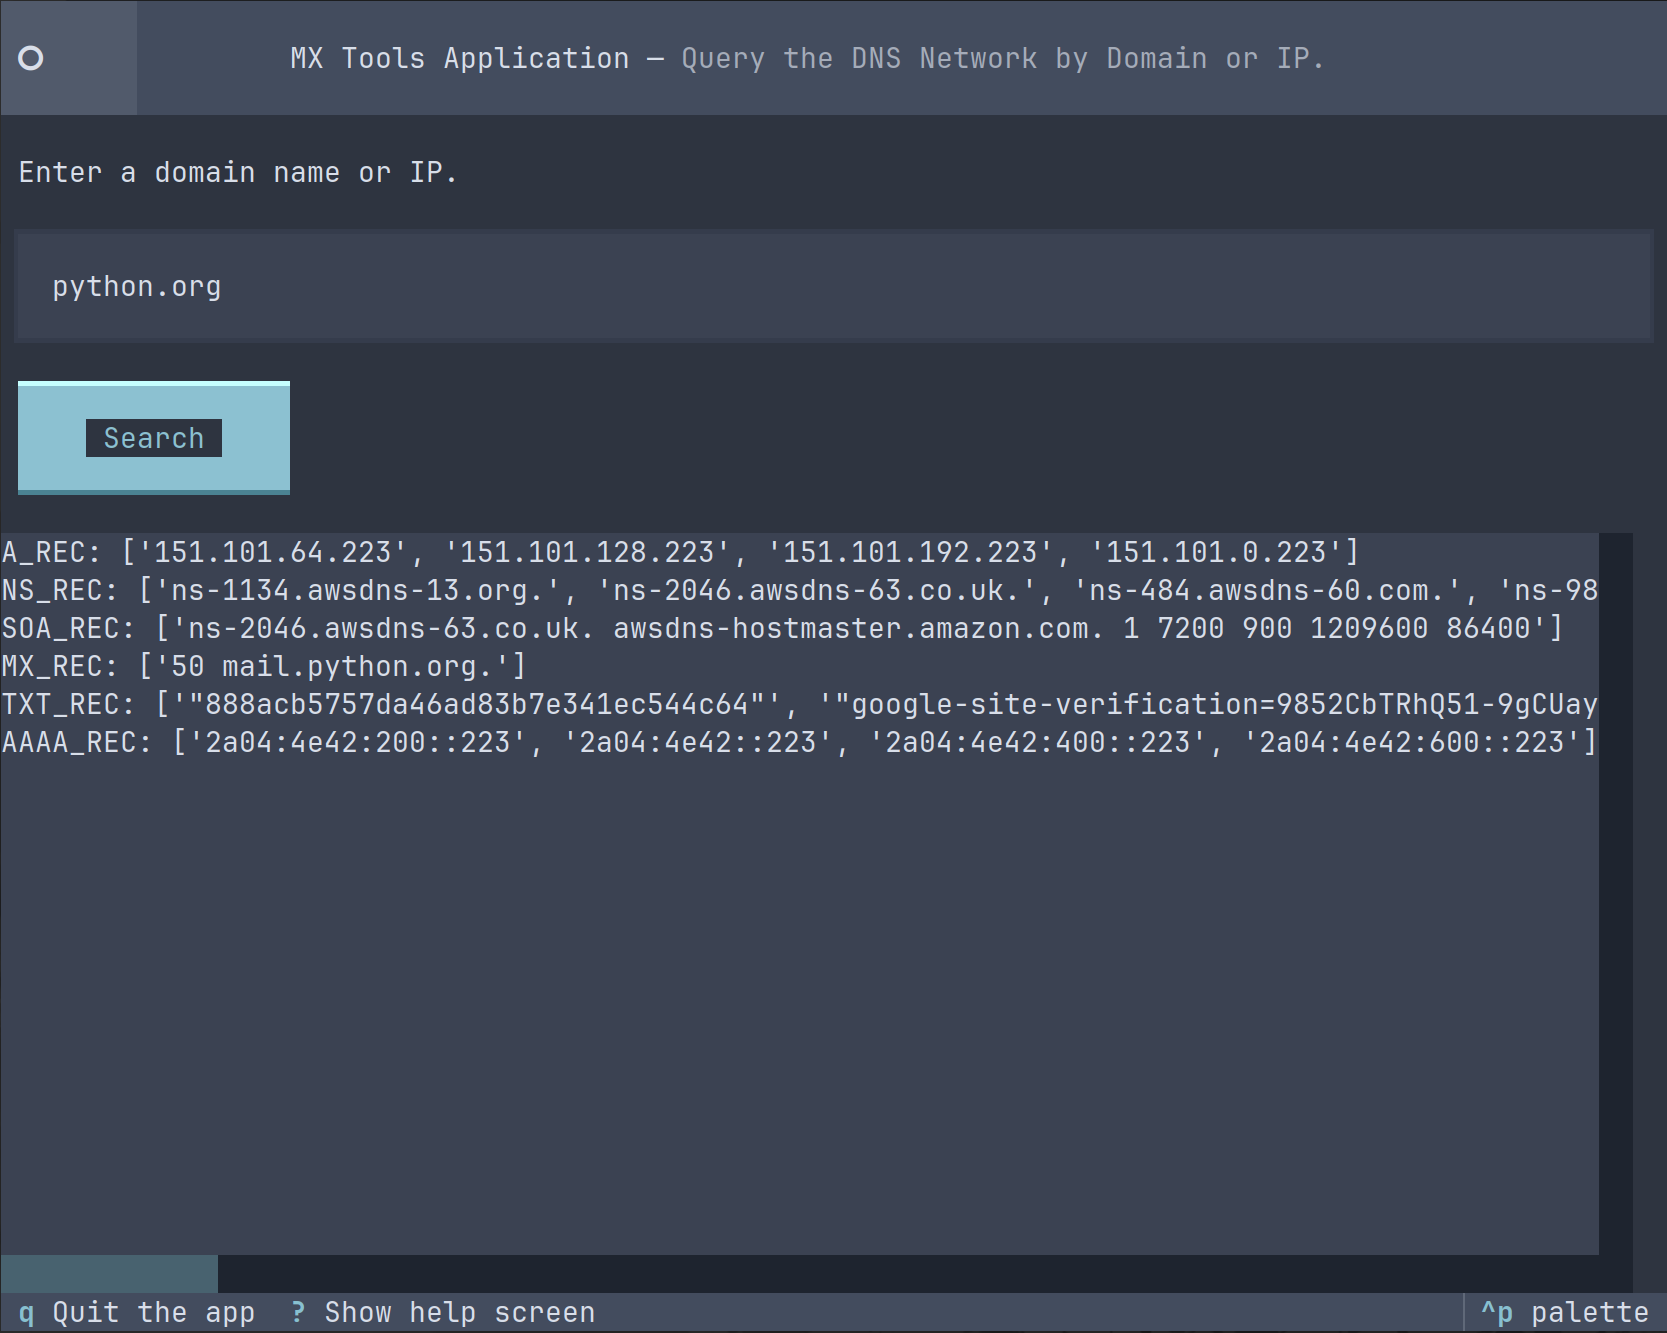 MX Tools Application — Query the DNS Network by Domain or IP.
Enter a domain name or IP.
python.org
Search
A_REC: ['151.101.64.223', '151.101.128.223', '151.101.192.223', '151.101.0.223']
NS_REC: ['ns-1134.awsdns-13.org.', 'ns-2046.awsdns-63.co.uk.', 'ns-484.awsdns-60.com.', 'ns-98
SOA_REC: ['ns-2046.awsdns-63.co.uk. awsdns-hostmaster.amazon.com. 1 7200 900 1209600 86400']
MX_REC: ['50 mail.python.org.']
TXT_REC: ['"888acb5757da46ad83b7e341ec544c64"', '"google-site-verification=9852CbTRhQ51-9gCUay
AAAA_REC: ['2a04:4e42:200::223', '2a04:4e42::223', '2a04:4e42:400::223', '2a04:4e42:600::223']
q Quit the app ? Show help screen ^p palette